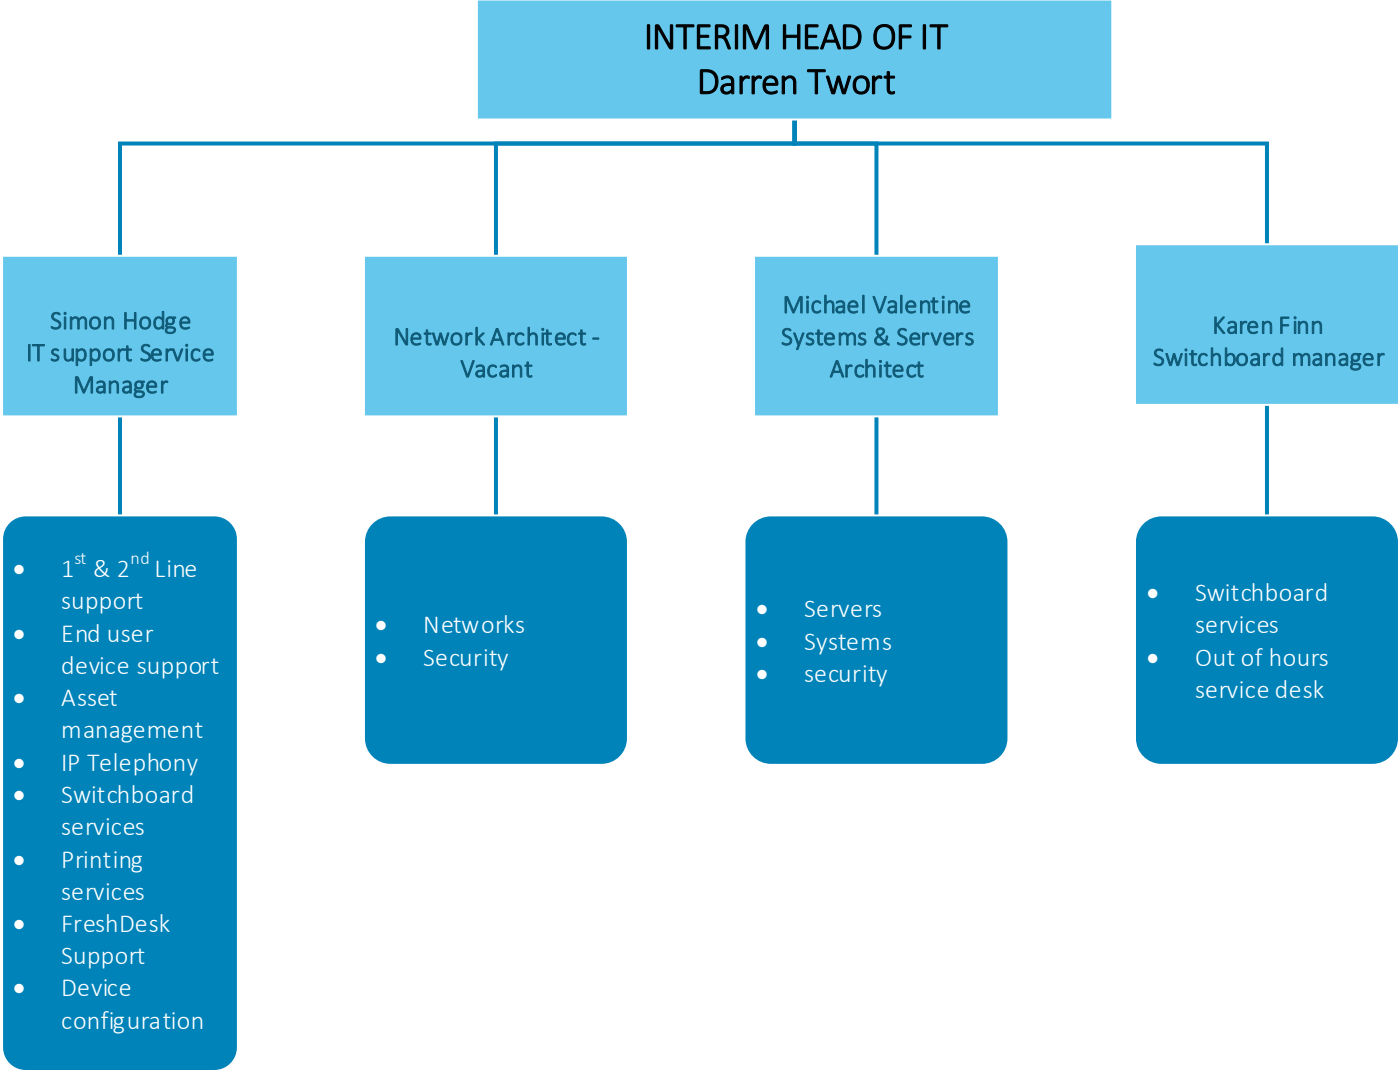 INTERIM HEAD OF IT
Darren Twort
Simon Hodge
IT support Service
Manager
Network Architect -
Vacant
Michael Valentine
Systems & Servers
Architect
Karen Finn
Switchboard manager
• 1st & 2nd Line
support
• End user
device support
• Asset
management
• IP Telephony
• Switchboard
services
• Printing
services
• FreshDesk
Support
• Device
configuration
• Networks
• Security
• Servers
• Systems
• security
• Switchboard
services
• Out of hours
service desk